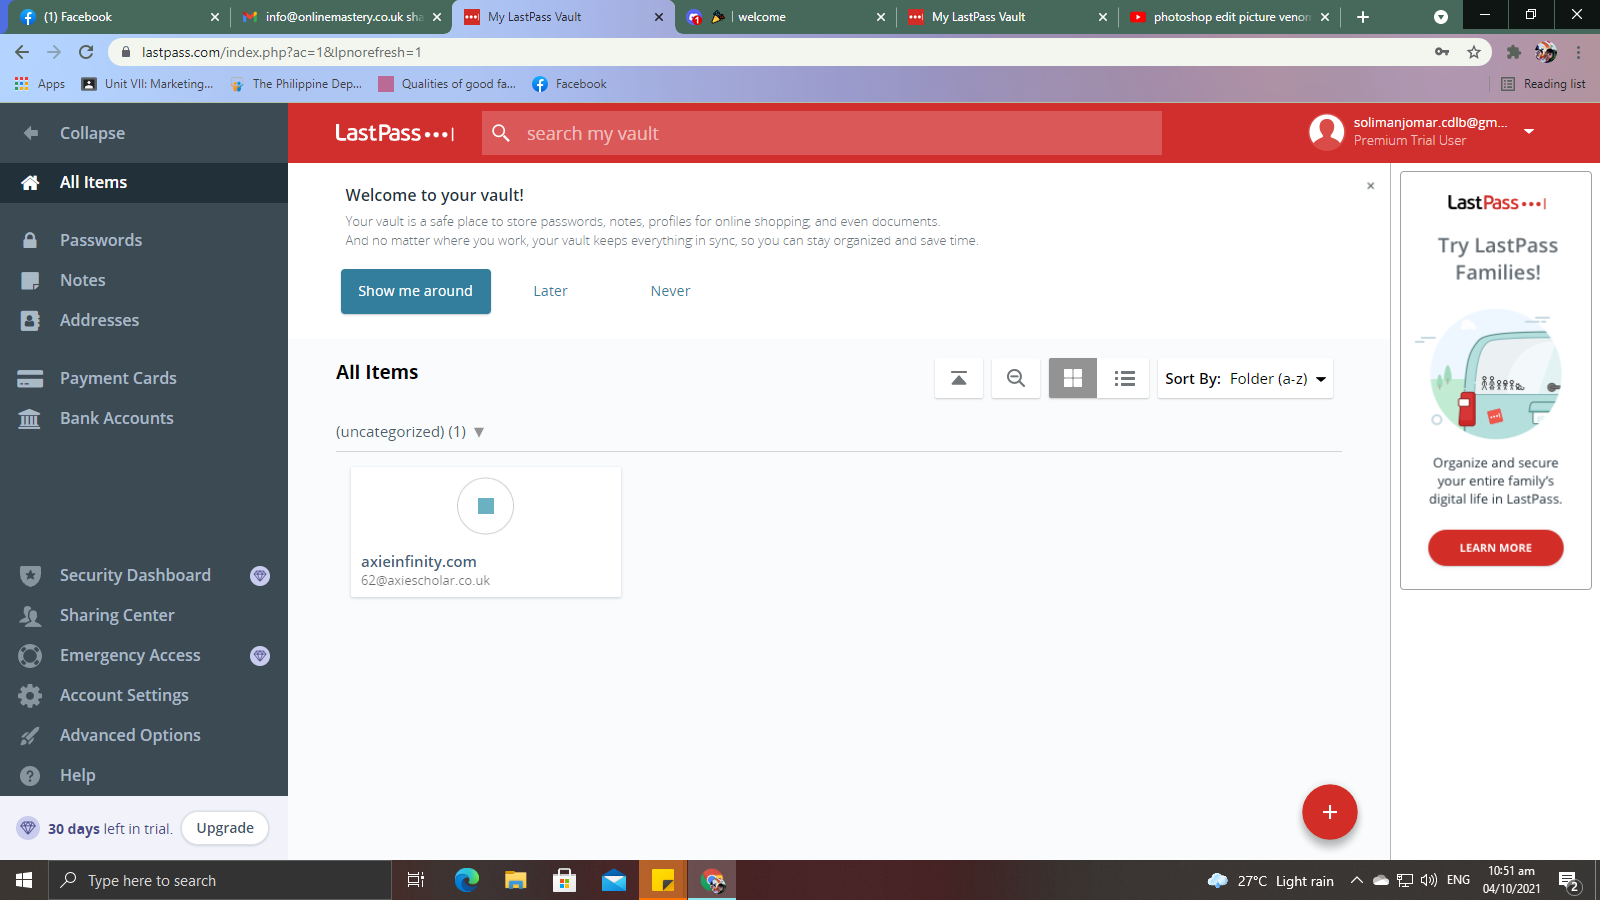 (1) Facebook
info@onlinemastery.co.uk sha
My LastPass Vault
| welcome
My LastPass Vault
photoshop edit picture venom
lastpass.com/index.php?ac=1&lpnorefresh=1
Apps
Unit VII: Marketing...
The Philippine Dep...
Qualities of good fa...
Facebook
Reading list
Collapse
LastPass
search my vault
solimanjomar.cdlb@gm...
Premium Trial User
All Items
Passwords
Notes
Addresses
Payment Cards
Bank Accounts
Security Dashboard
Sharing Center
Emergency Access
Account Settings
Advanced Options
Help
30 days left in trial.
Upgrade
Welcome to your vault!
Your vault is a safe place to store passwords, notes, profiles for online shopping, and even documents.
And no matter where you work, your vault keeps everything in sync, so you can stay organized and save time.
Show me around
Later
Never
All Items
Sort By: Folder (a-z)
(uncategorized) (1)
axieinfinity.com
62@axiescholar.co.uk
LastPass
Try LastPass
Families!
Organize and secure
your entire family's
digital life in LastPass.
LEARN MORE
Type here to search
27°C Light rain
ENG
10:51 am
04/10/2021
2